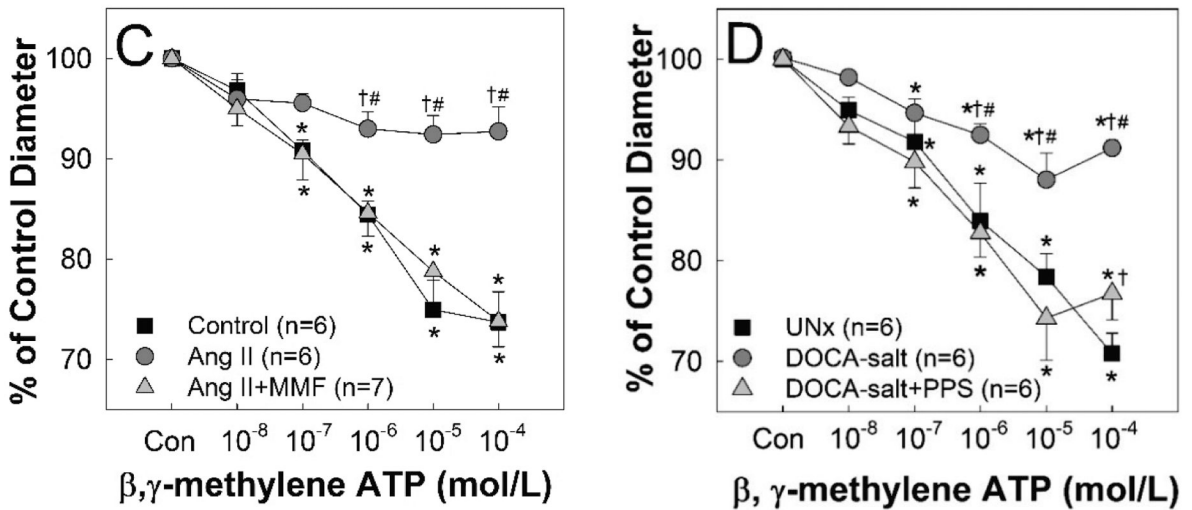 C
% of Control Diameter
100
90
80
70
†#
†#
†#
*
*
*
*
*
*
*
*
Control (n=6)
Ang II (n=6)
Ang II+MMF (n=7)
Con 10⁻⁸ 10⁻⁷ 10⁻⁶ 10⁻⁵ 10⁻⁴
β,γ-methylene ATP (mol/L)
D
% of Control Diameter
100
90
80
70
*
*†#
*†#
*†#
*
*
*
*
*
*†
*
*
UNx (n=6)
DOCA-salt (n=6)
DOCA-salt+PPS (n=6)
Con 10⁻⁸ 10⁻⁷ 10⁻⁶ 10⁻⁵ 10⁻⁴
β, γ-methylene ATP (mol/L)